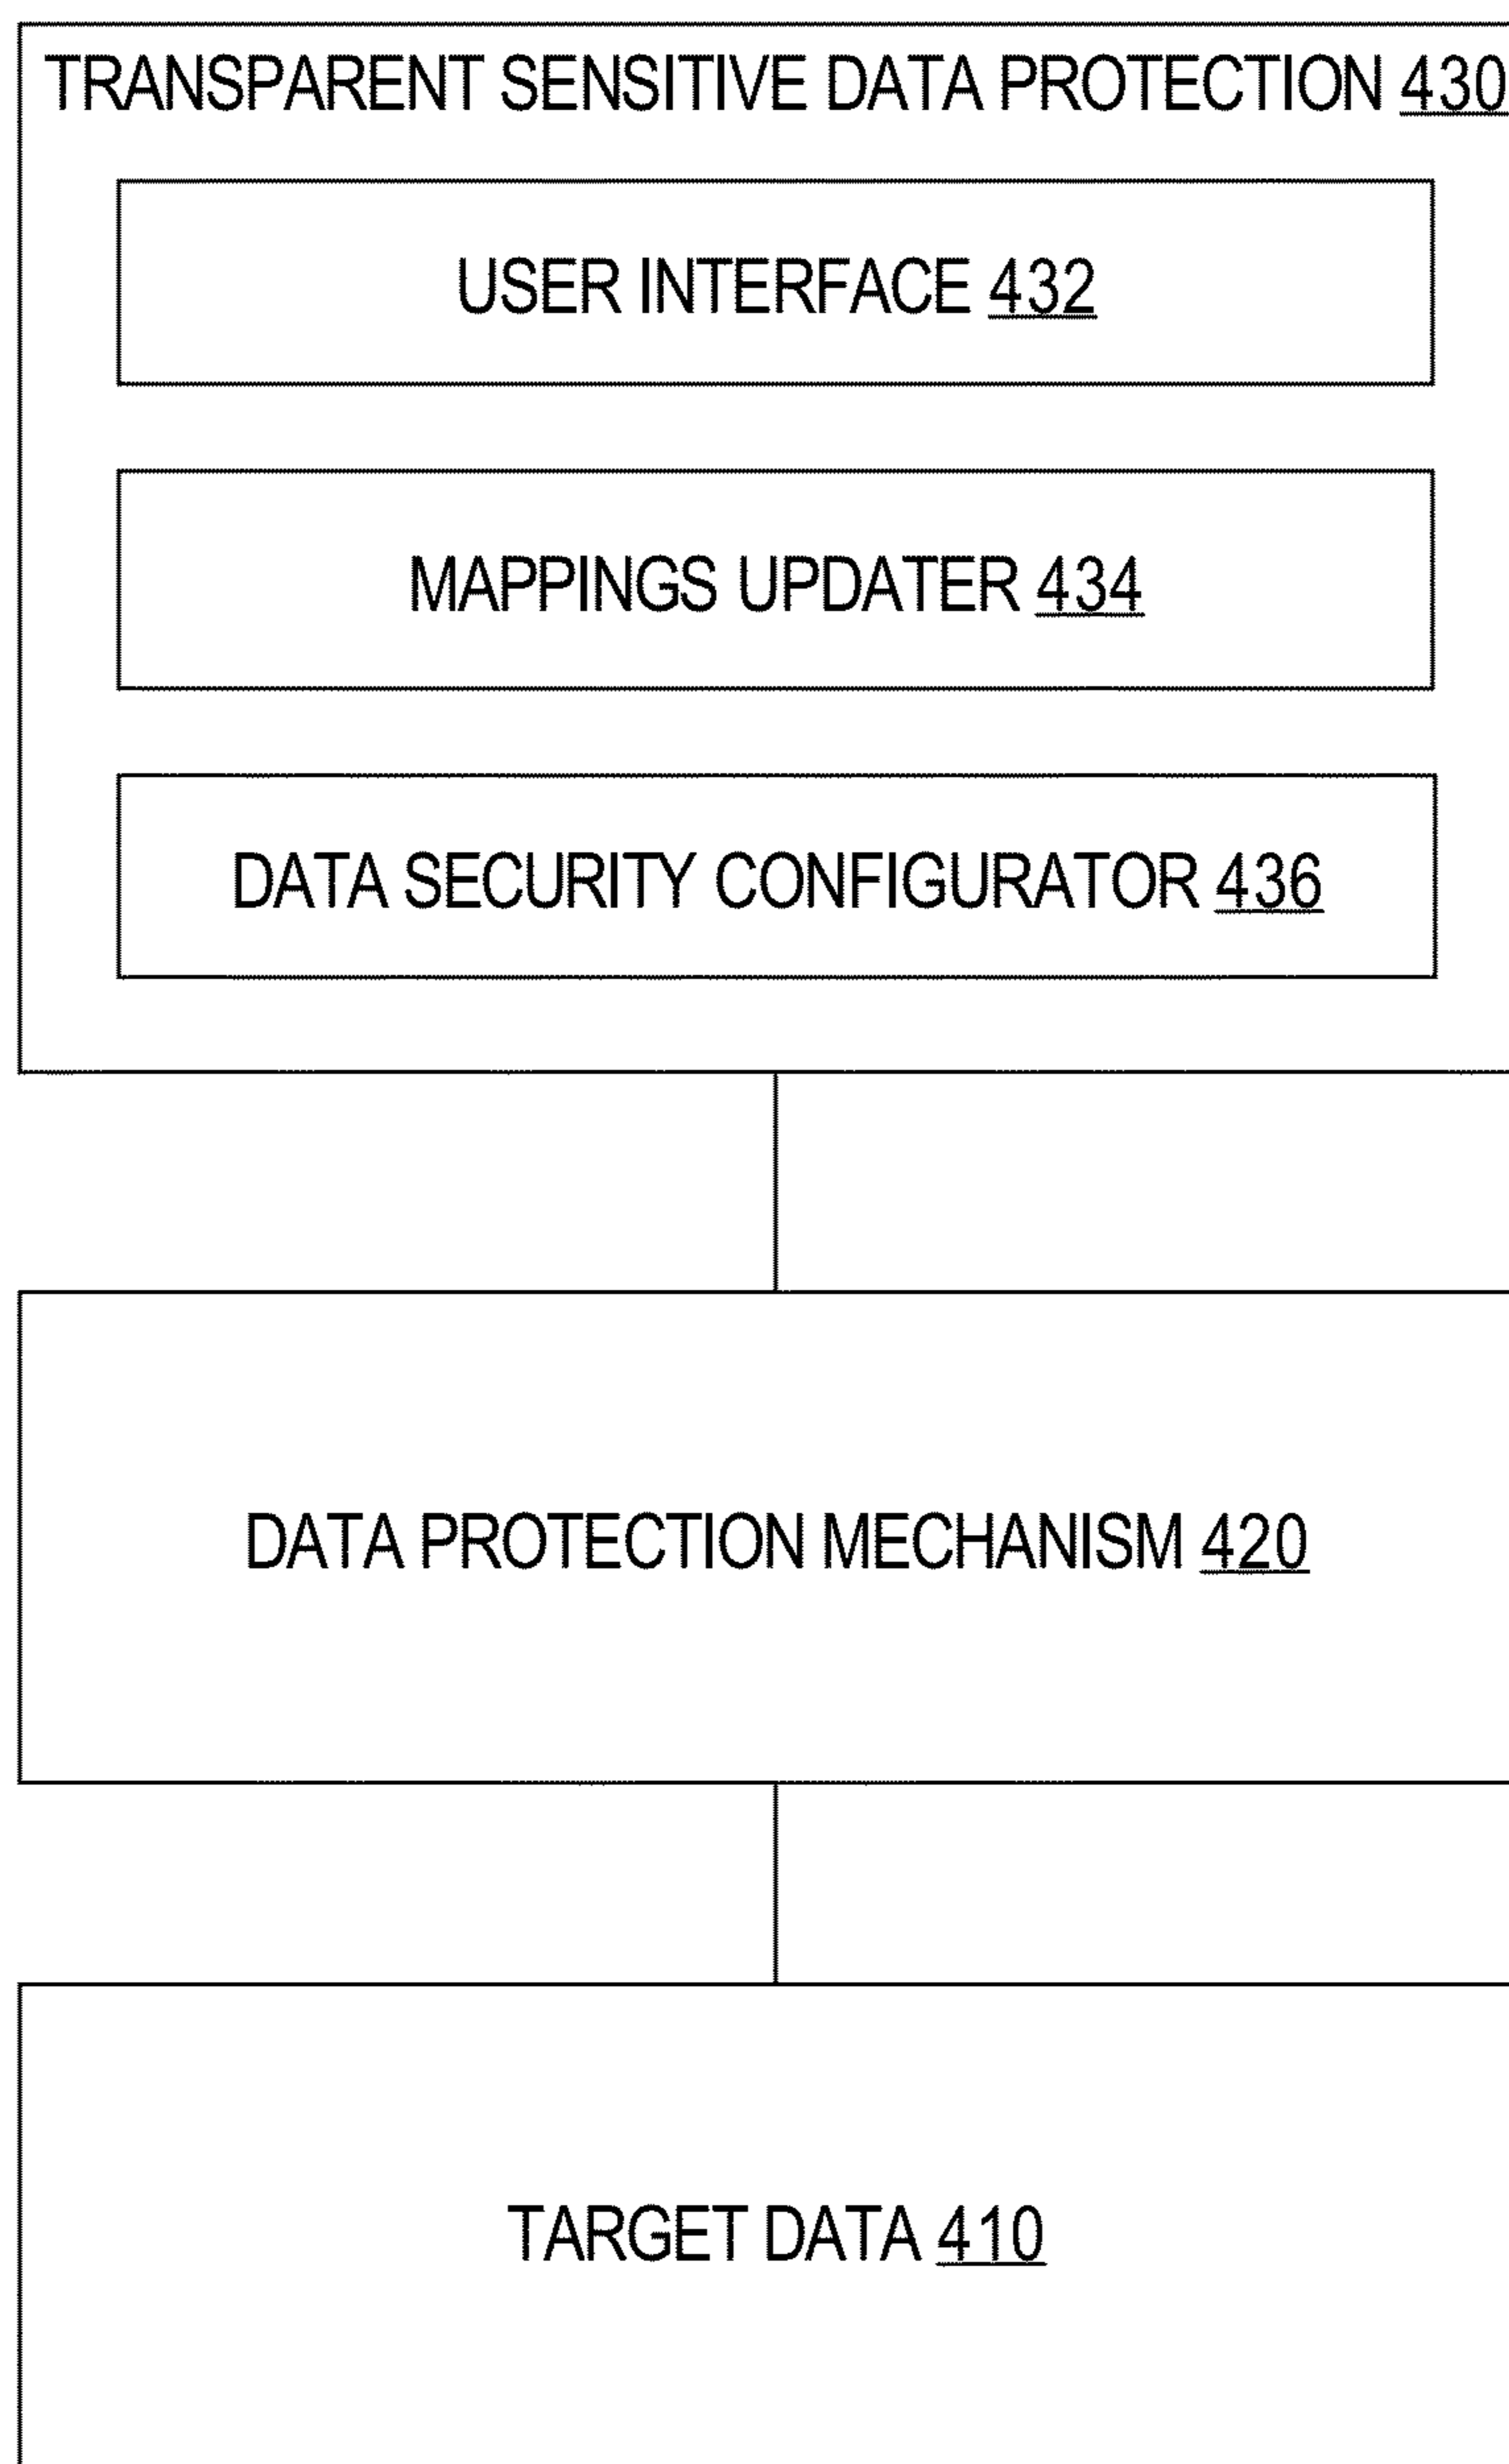 TRANSPARENT SENSITIVE DATA PROTECTION 430
USER INTERFACE 432
MAPPINGS UPDATER 434
DATA SECURITY CONFIGURATOR 436
DATA PROTECTION MECHANISM 420
TARGET DATA 410